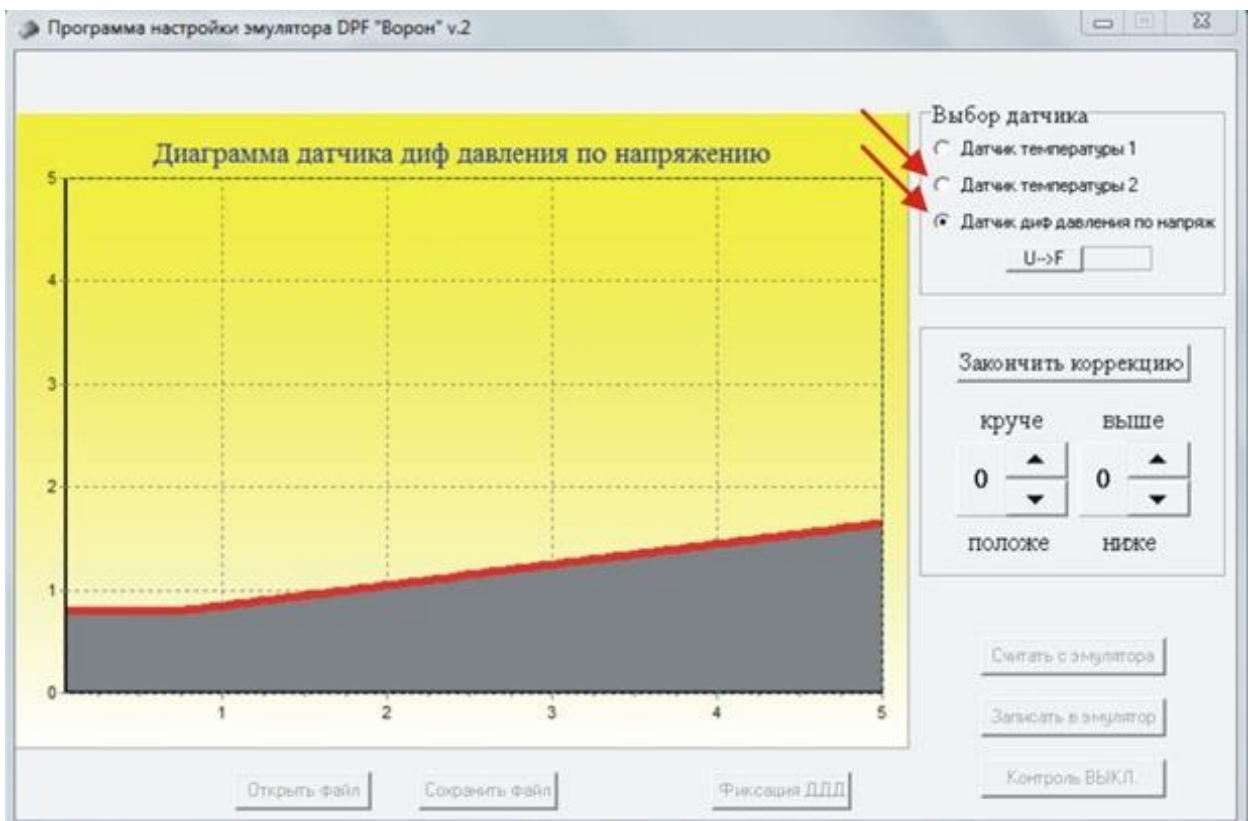 Программа настройки эмулятора DPF "Ворон" v.2
Диаграмма датчика диф давления по напряжению
5
4
3
2
1
0
1 2 3 4 5
Выбор датчика
Датчик температуры 1
Датчик температуры 2
Датчик диф давления по напряж
U-->F
Закончить коррекцию
круче выше
0 0
положе ниже
Считать с эмулятора
Записать в эмулятор
Контроль ВЫКЛ.
Открыть файл Сохранить файл Фиксация ДДД